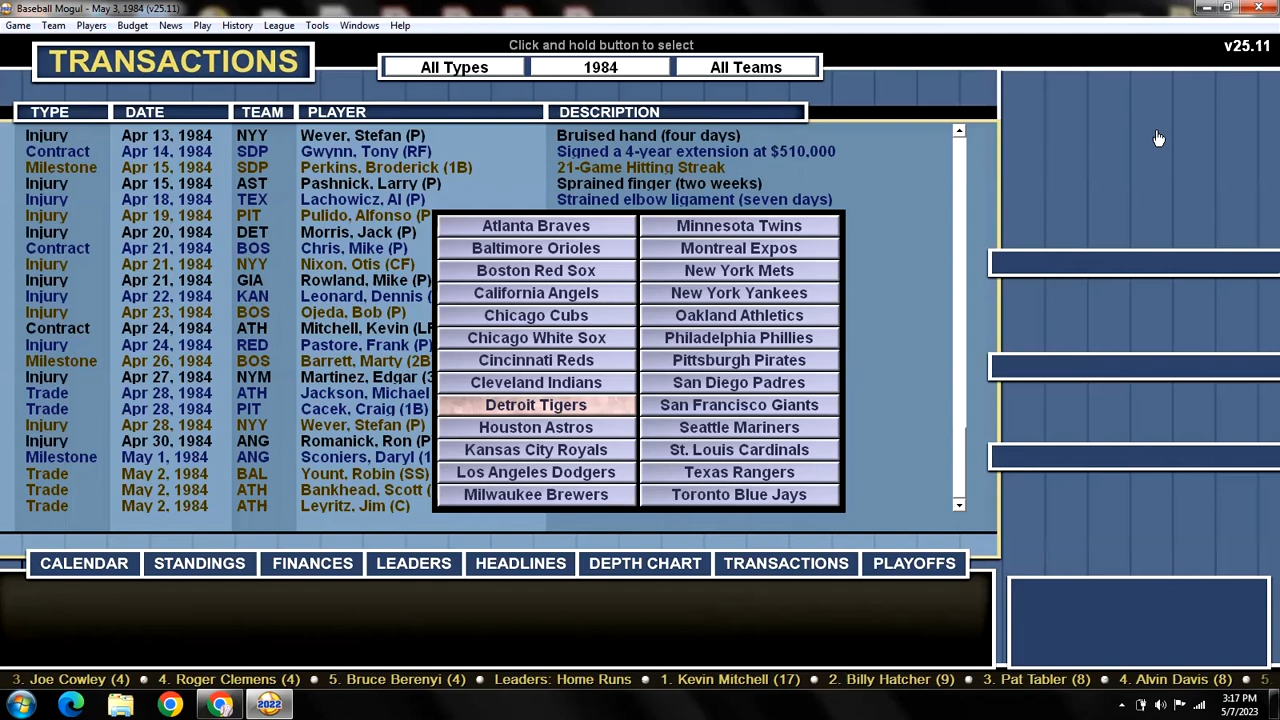 Baseball Mogul - May 3, 1984 (v25.11)
Game Team Players Budget News Play History League Tools Windows Help
TRANSACTIONS
Click and hold button to select
All Types 1984 All Teams
v25.11
TYPE DATE TEAM PLAYER DESCRIPTION
Injury Apr 13, 1984 NYY Wever, Stefan (P) Bruised hand (four days)
Contract Apr 14, 1984 SDP Gwynn, Tony (RF) Signed a 4-year extension at $510,000
Milestone Apr 15, 1984 SDP Perkins, Broderick (1B) 21-Game Hitting Streak
Injury Apr 15, 1984 AST Pashnick, Larry (P) Sprained finger (two weeks)
Injury Apr 18, 1984 TEX Lachowicz, Al (P) Strained elbow ligament (seven days)
Injury Apr 19, 1984 PIT Pulido, Alfonso (P
Injury Apr 20, 1984 DET Morris, Jack (P)
Contract Apr 21, 1984 BOS Chris, Mike (P)
Injury Apr 21, 1984 NYY Nixon, Otis (CF)
Injury Apr 21, 1984 GIA Rowland, Mike (P)
Injury Apr 22, 1984 KAN Leonard, Dennis (
Injury Apr 23, 1984 BOS Ojeda, Bob (P)
Contract Apr 24, 1984 ATH Mitchell, Kevin (LF
Injury Apr 24, 1984 RED Pastore, Frank (P)
Milestone Apr 26, 1984 BOS Barrett, Marty (2B
Injury Apr 27, 1984 NYM Martinez, Edgar (3
Trade Apr 28, 1984 ATH Jackson, Michael
Trade Apr 28, 1984 PIT Cacek, Craig (1B)
Trade Apr 28, 1984 NYY Wever, Stefan (P)
Injury Apr 30, 1984 ANG Romanick, Ron (P
Milestone May 1, 1984 ANG Sconiers, Daryl (1
Trade May 2, 1984 BAL Yount, Robin (SS)
Trade May 2, 1984 ATH Bankhead, Scott (
Trade May 2, 1984 ATH Leyritz, Jim (C)
Atlanta Braves Minnesota Twins
Baltimore Orioles Montreal Expos
Boston Red Sox New York Mets
California Angels New York Yankees
Chicago Cubs Oakland Athletics
Chicago White Sox Philadelphia Phillies
Cincinnati Reds Pittsburgh Pirates
Cleveland Indians San Diego Padres
Detroit Tigers San Francisco Giants
Houston Astros Seattle Mariners
Kansas City Royals St. Louis Cardinals
Los Angeles Dodgers Texas Rangers
Milwaukee Brewers Toronto Blue Jays
CALENDAR STANDINGS FINANCES LEADERS HEADLINES DEPTH CHART TRANSACTIONS PLAYOFFS
3. Joe Cowley (4) • 4. Roger Clemens (4) • 5. Bruce Berenyi (4) • Leaders: Home Runs • 1. Kevin Mitchell (17) • 2. Billy Hatcher (9) • 3. Pat Tabler (8) • 4. Alvin Davis (8) • 5
2022
3:17 PM
5/7/2023